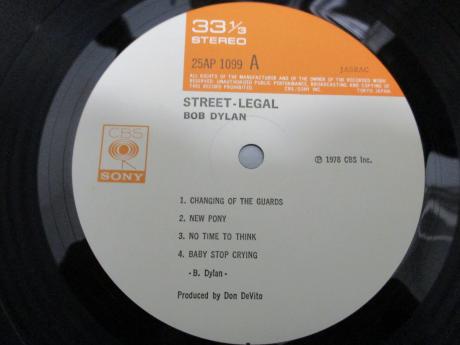 33 1/3
STEREO
25AP 1099 A
JASRAC
ALL RIGHTS OF THE MANUFACTURER AND OF THE OWNER OF THE RECORDED WORK
RESERVED. UNAUTHORIZED PUBLIC PERFORMANCE, BROADCASTING AND COPYING OF
THIS RECORD PROHIBITED. CBS/SONY INC. TOKYO JAPAN.
STREET-LEGAL
BOB DYLAN
CBS
SONY
℗ 1978 CBS Inc.
1. CHANGING OF THE GUARDS
2. NEW PONY
3. NO TIME TO THINK
4. BABY STOP CRYING
- B. Dylan -
Produced by Don DeVito